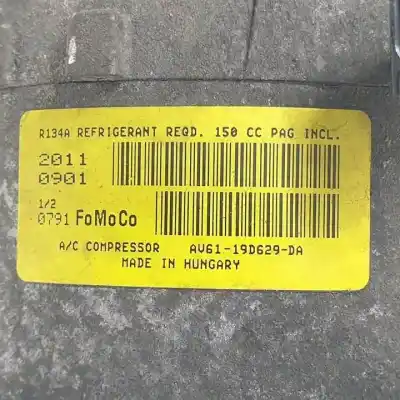 R134A REFRIGERANT REQD. 150 CC PAG INCL.
2011
0901
1/2
0791 FoMoCo
A/C COMPRESSOR AV61-19D629-DA
MADE IN HUNGARY